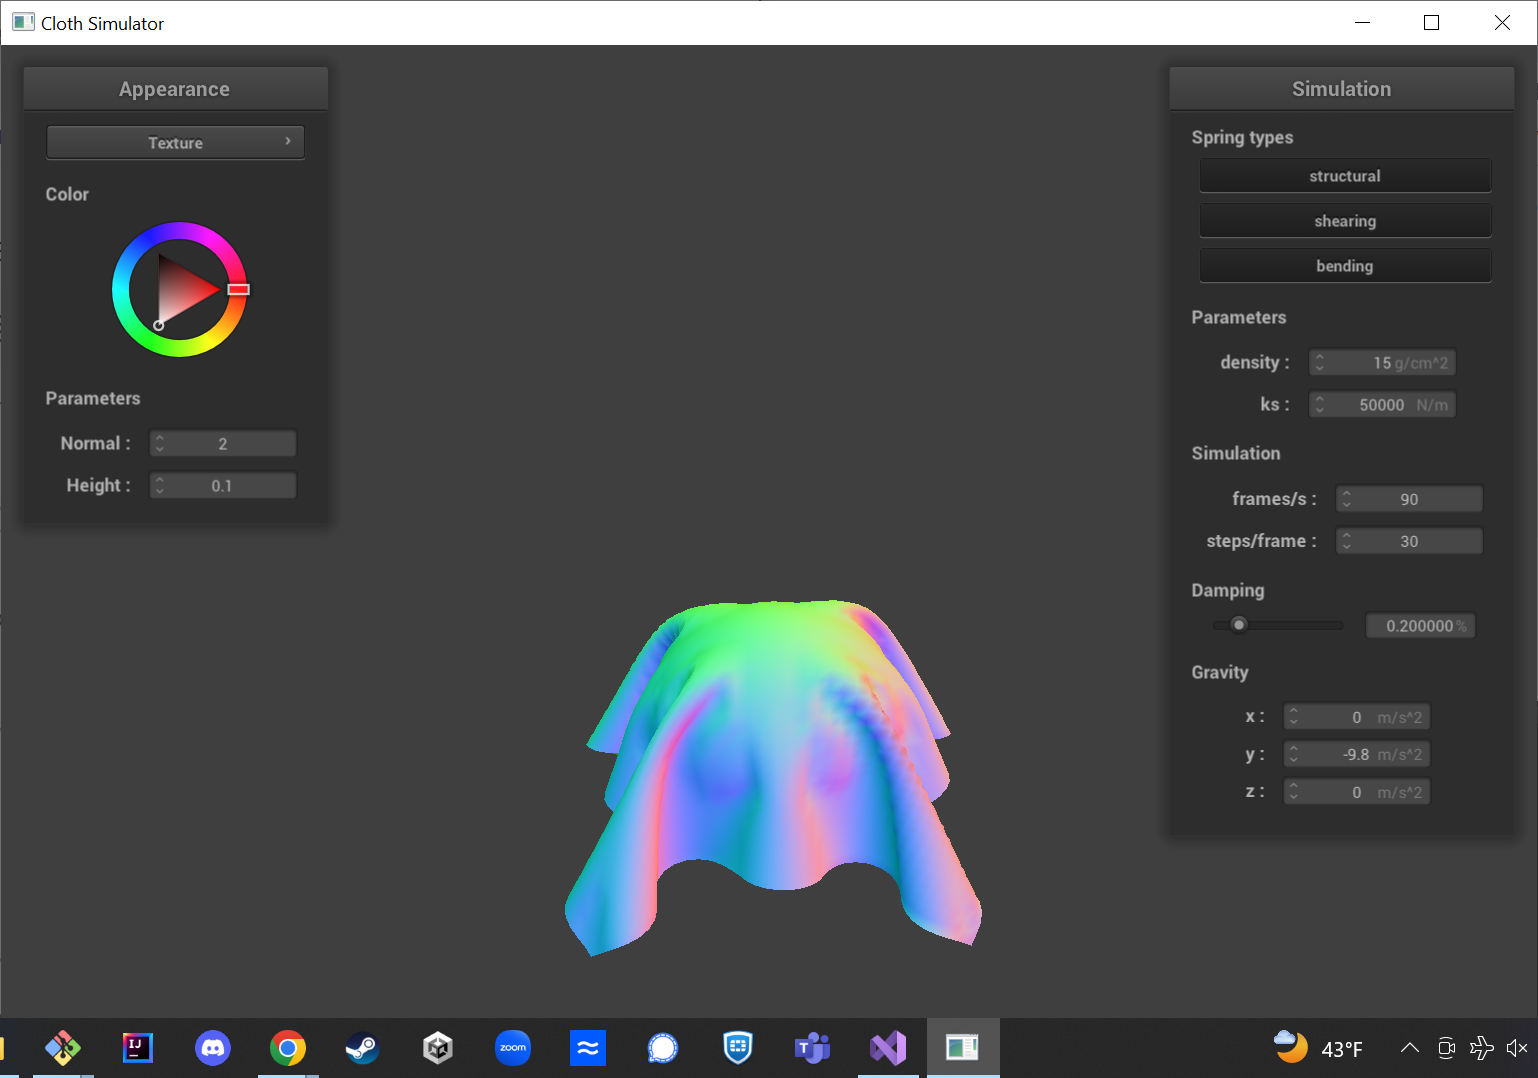 Cloth Simulator
Appearance
Texture
Color
Parameters
Normal : 2
Height : 0.1
Simulation
Spring types
structural
shearing
bending
Parameters
density : 15 g/cm^2
ks : 50000 N/m
Simulation
frames/s : 90
steps/frame : 30
Damping
0.200000 %
Gravity
x : 0 m/s^2
y : -9.8 m/s^2
z : 0 m/s^2
IJ
zoom
T
43°F